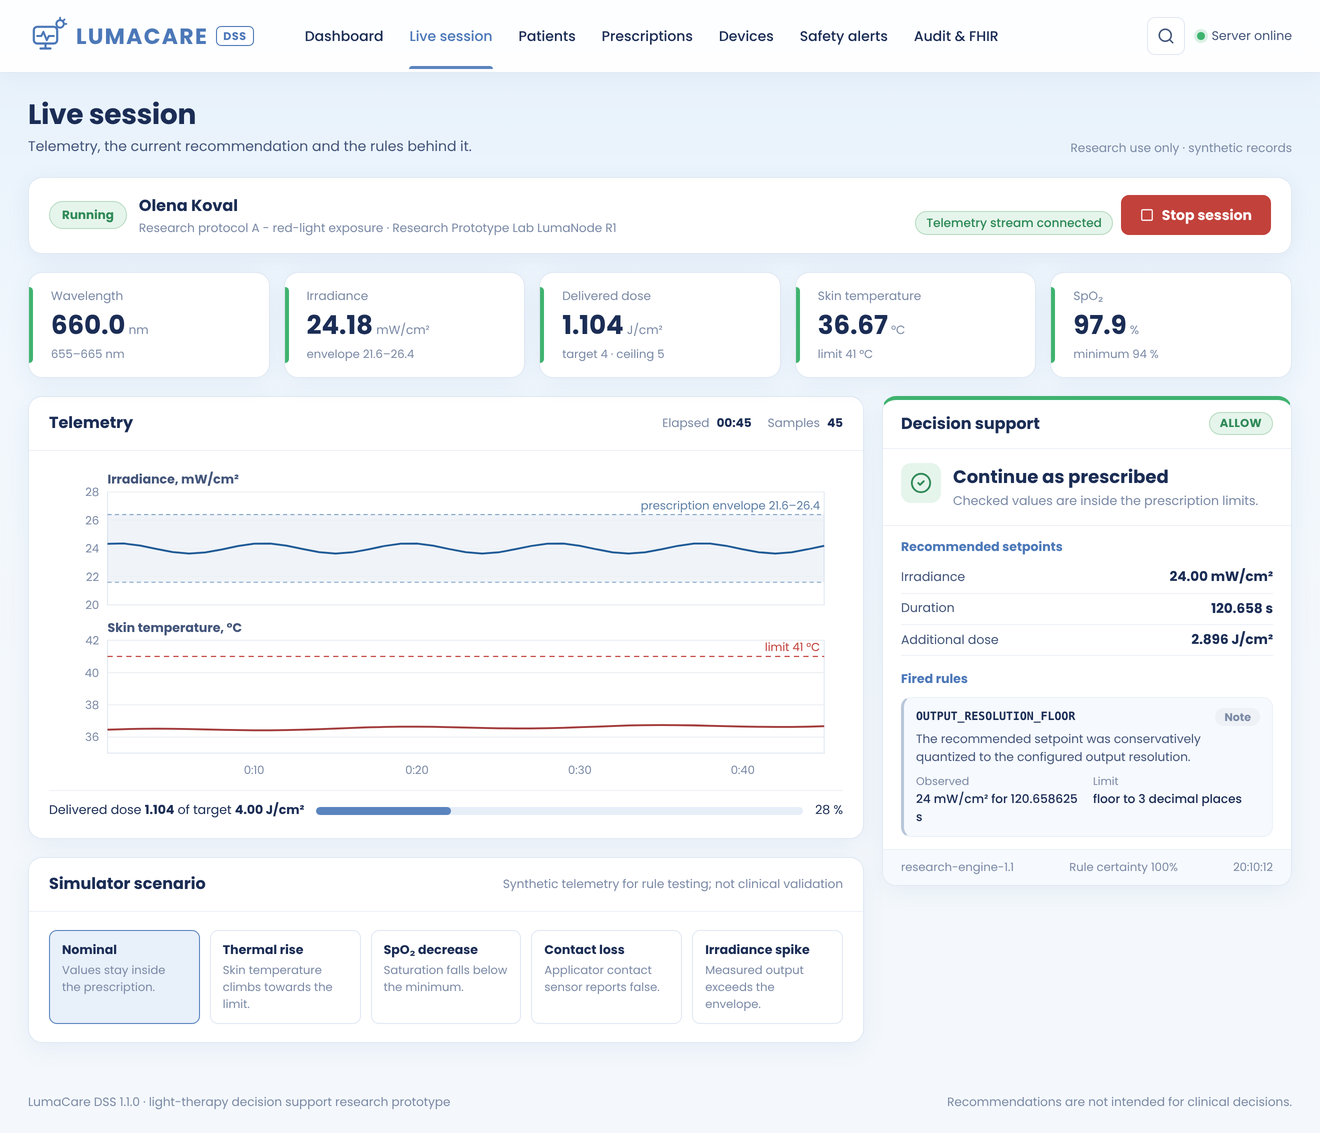 LUMACARE DSS
Dashboard Live session Patients Prescriptions Devices Safety alerts Audit & FHIR
Server online
Live session
Telemetry, the current recommendation and the rules behind it.
Research use only · synthetic records
Running
Olena Koval
Research protocol A - red-light exposure · Research Prototype Lab LumaNode R1
Telemetry stream connected
Stop session
Wavelength
660.0 nm
655–665 nm
Irradiance
24.18 mW/cm²
envelope 21.6–26.4
Delivered dose
1.104 J/cm²
target 4 · ceiling 5
Skin temperature
36.67 °C
limit 41 °C
SpO₂
97.9 %
minimum 94 %
Telemetry
Elapsed 00:45 Samples 45
Irradiance, mW/cm²
28
prescription envelope 21.6–26.4
26
24
22
20
Skin temperature, °C
42
limit 41 °C
40
38
36
0:10 0:20 0:30 0:40
Delivered dose 1.104 of target 4.00 J/cm²
28 %
Decision support
ALLOW
Continue as prescribed
Checked values are inside the prescription limits.
Recommended setpoints
Irradiance 24.00 mW/cm²
Duration 120.658 s
Additional dose 2.896 J/cm²
Fired rules
OUTPUT_RESOLUTION_FLOOR
Note
The recommended setpoint was conservatively
quantized to the configured output resolution.
Observed
24 mW/cm² for 120.658625
s
Limit
floor to 3 decimal places
research-engine-1.1 Rule certainty 100% 20:10:12
Simulator scenario
Synthetic telemetry for rule testing; not clinical validation
Nominal
Values stay inside
the prescription.
Thermal rise
Skin temperature
climbs towards the
limit.
SpO₂ decrease
Saturation falls below
the minimum.
Contact loss
Applicator contact
sensor reports false.
Irradiance spike
Measured output
exceeds the
envelope.
LumaCare DSS 1.1.0 · light-therapy decision support research prototype
Recommendations are not intended for clinical decisions.